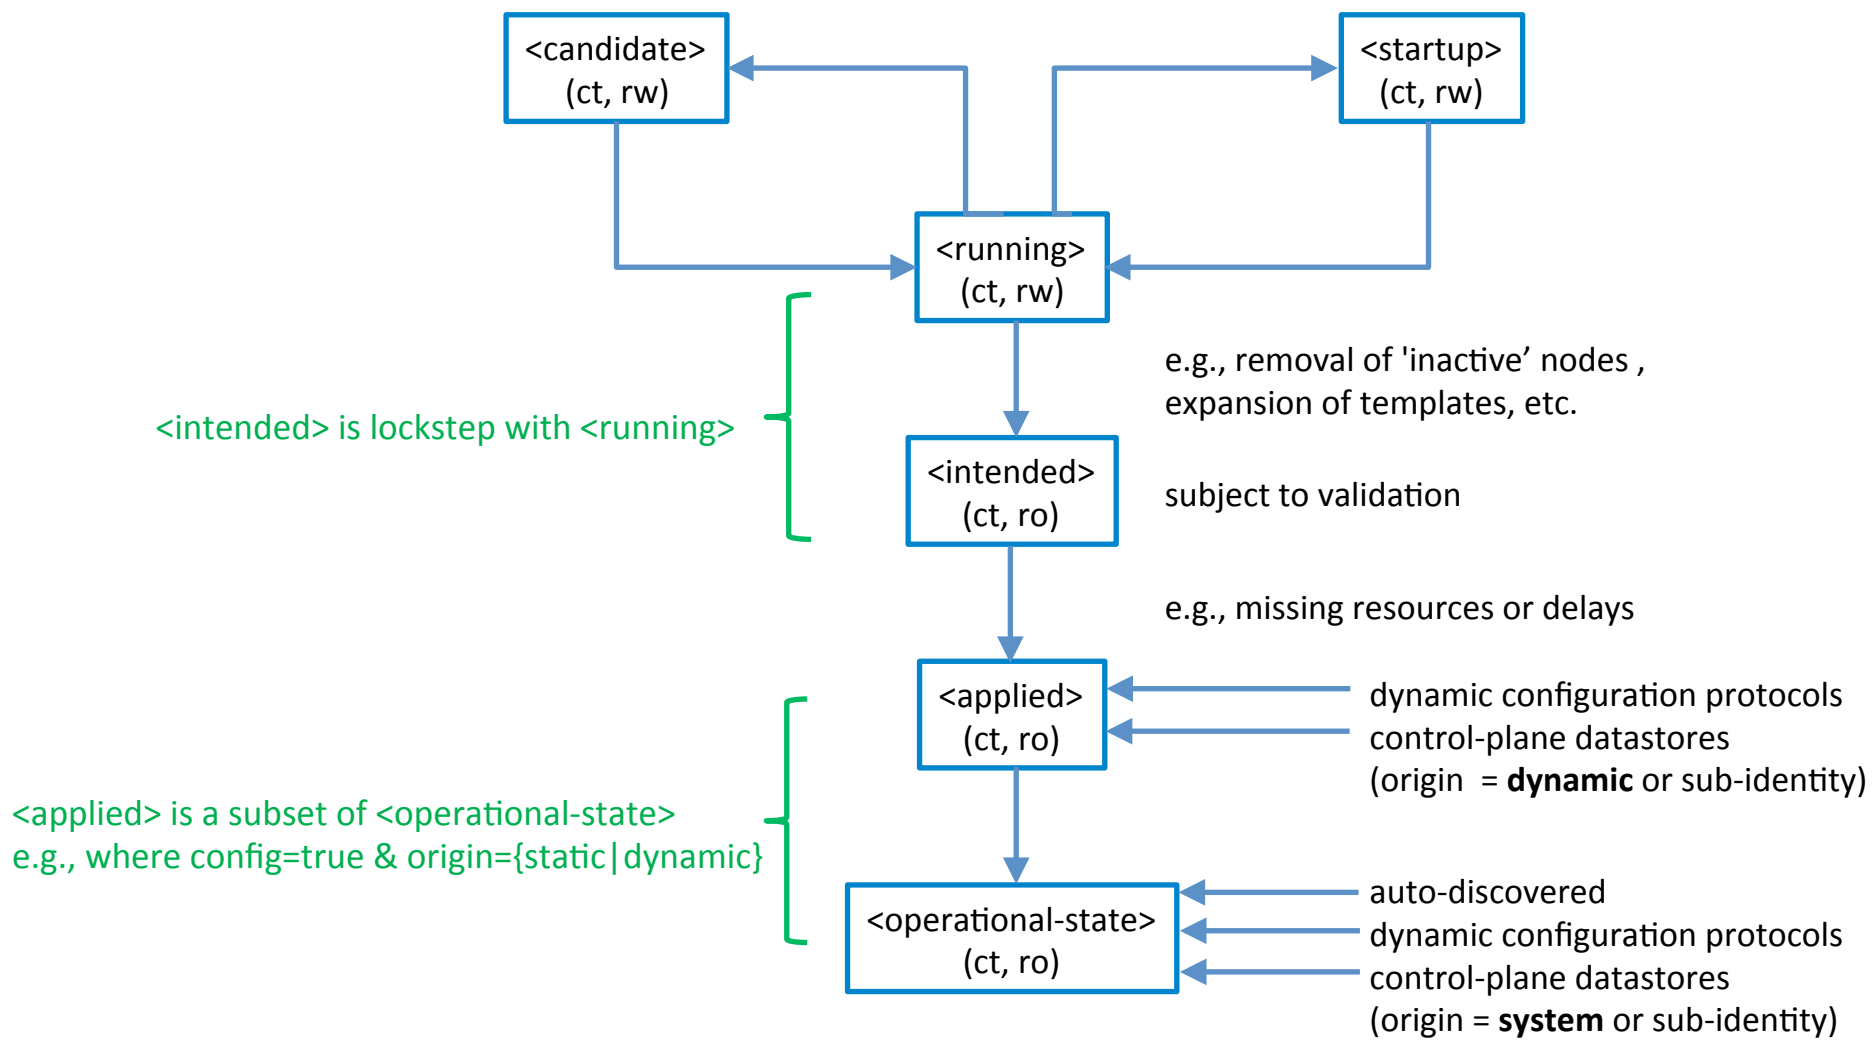 <candidate>
(ct, rw)
<startup>
(ct, rw)
<running>
(ct, rw)
e.g., removal of 'inactive’ nodes ,
expansion of templates, etc.
<intended> is lockstep with <running>
<intended>
(ct, ro)
subject to validation
e.g., missing resources or delays
<applied>
(ct, ro)
dynamic configuration protocols
control-plane datastores
(origin  = dynamic or sub-identity)
<applied> is a subset of <operational-state>
e.g., where config=true & origin={static|dynamic}
<operational-state>
(ct, ro)
auto-discovered
dynamic configuration protocols
control-plane datastores
(origin = system or sub-identity)